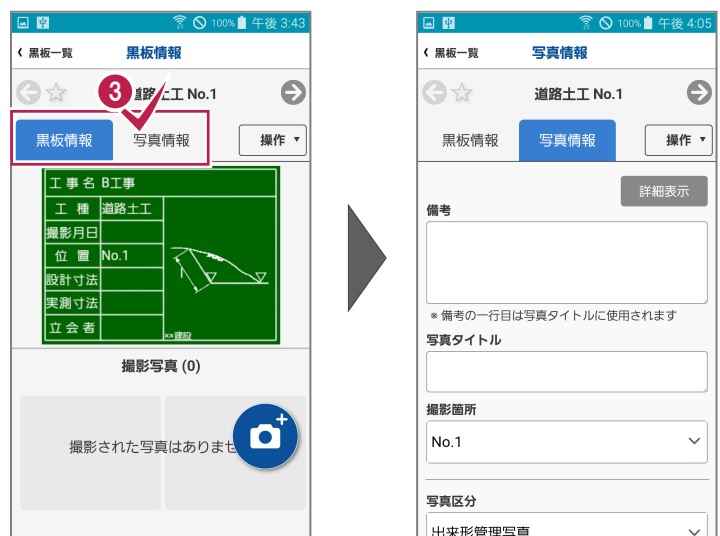 100% 午後 3:43
黒板一覧 黒板情報
道路土工 No.1
3
黒板情報 写真情報 操作
工事名 B工事
工種 道路土工
撮影月日
位置 No.1
設計寸法
実測寸法
立会者
××建設
撮影写真 (0)
撮影された写真はありませ
100% 午後 4:05
黒板一覧 写真情報
道路土工 No.1
黒板情報 写真情報 操作
詳細表示
備考
※ 備考の一行目は写真タイトルに使用されます
写真タイトル
撮影箇所
No.1
写真区分
出来形管理写真